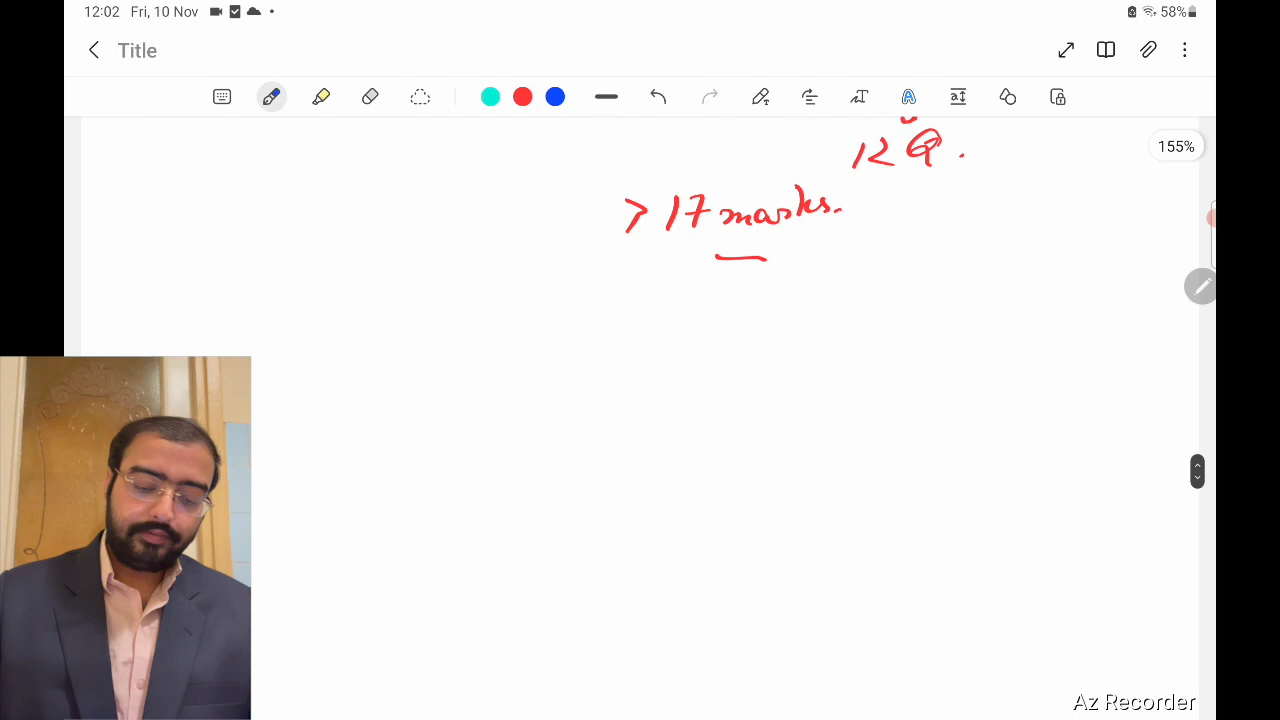 12:02 Fri, 10 Nov 58%
Title
155%
12 Q.
> 17 marks.
Az Recorder